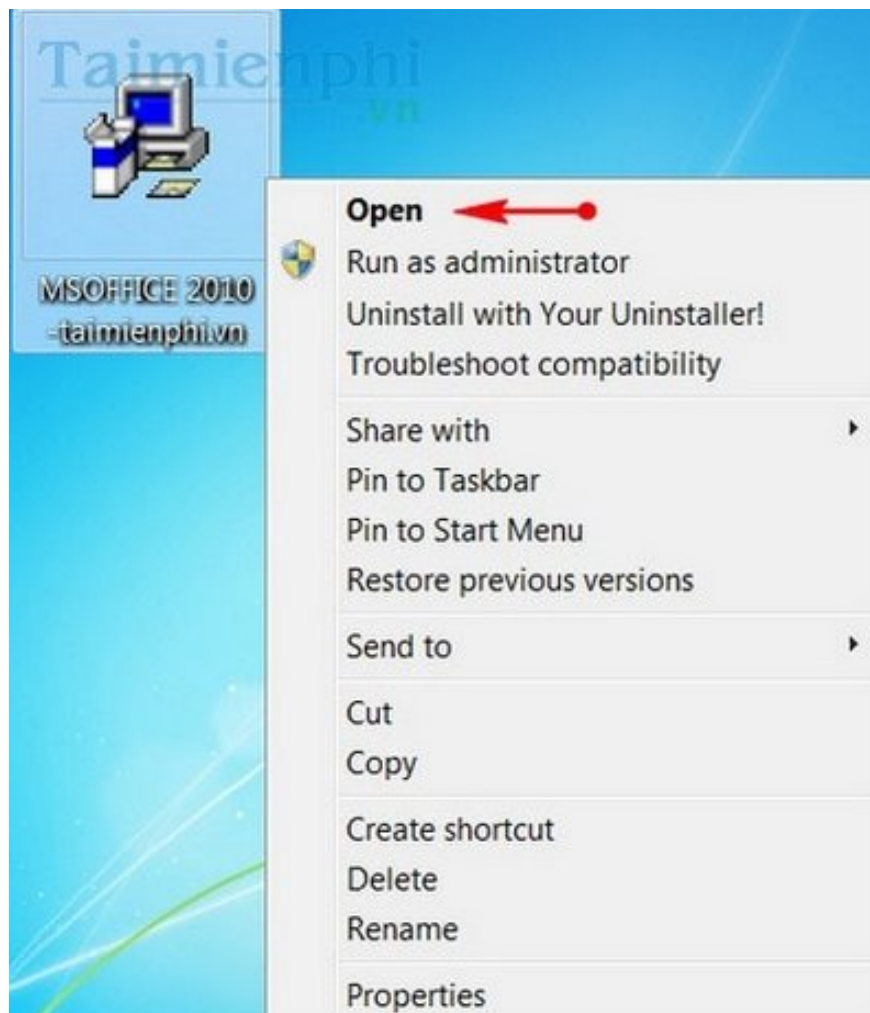 Taimienphi
.vn
MSOFFICE 2010
-taimienphi.vn
Open
Run as administrator
Uninstall with Your Uninstaller!
Troubleshoot compatibility
Share with
Pin to Taskbar
Pin to Start Menu
Restore previous versions
Send to
Cut
Copy
Create shortcut
Delete
Rename
Properties